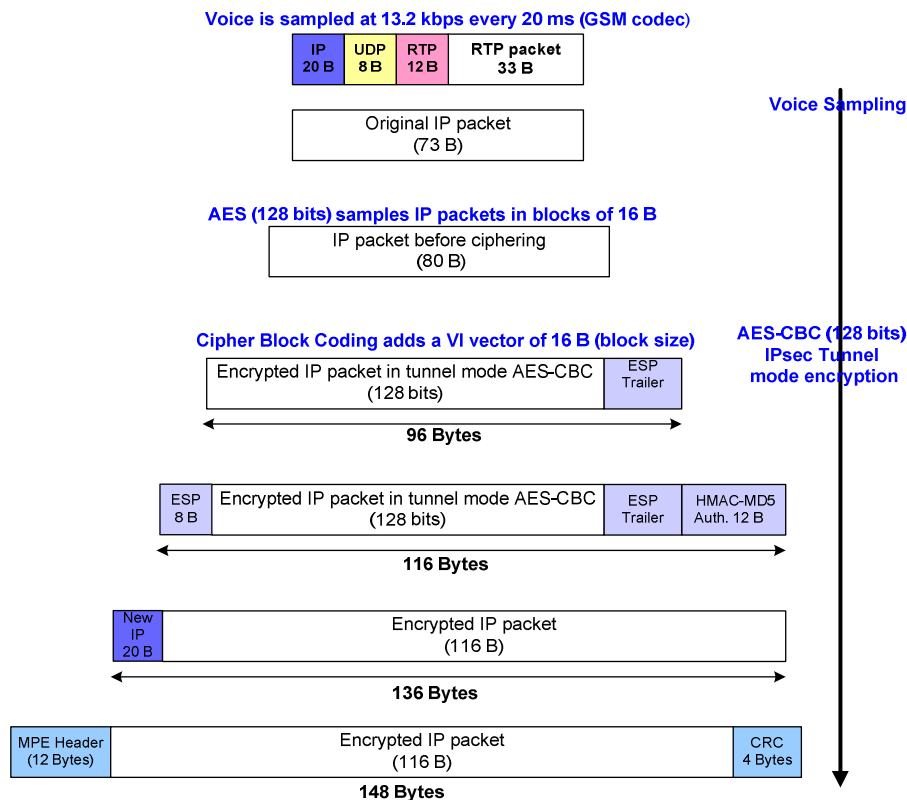 Voice is sampled at 13.2 kbps every 20 ms (GSM codec)
IP
20 B
UDP
8 B
RTP
12 B
RTP packet
33 B
Voice Sampling
Original IP packet
(73 B)
AES (128 bits) samples IP packets in blocks of 16 B
IP packet before ciphering
(80 B)
Cipher Block Coding adds a VI vector of 16 B (block size)
AES-CBC (128 bits)
IPsec Tunnel
mode encryption
Encrypted IP packet in tunnel mode AES-CBC
(128 bits)
ESP
Trailer
96 Bytes
ESP
8 B
Encrypted IP packet in tunnel mode AES-CBC
(128 bits)
ESP
Trailer
HMAC-MD5
Auth. 12 B
116 Bytes
New
IP
20 B
Encrypted IP packet
(116 B)
136 Bytes
MPE Header
(12 Bytes)
Encrypted IP packet
(116 B)
CRC
4 Bytes
148 Bytes